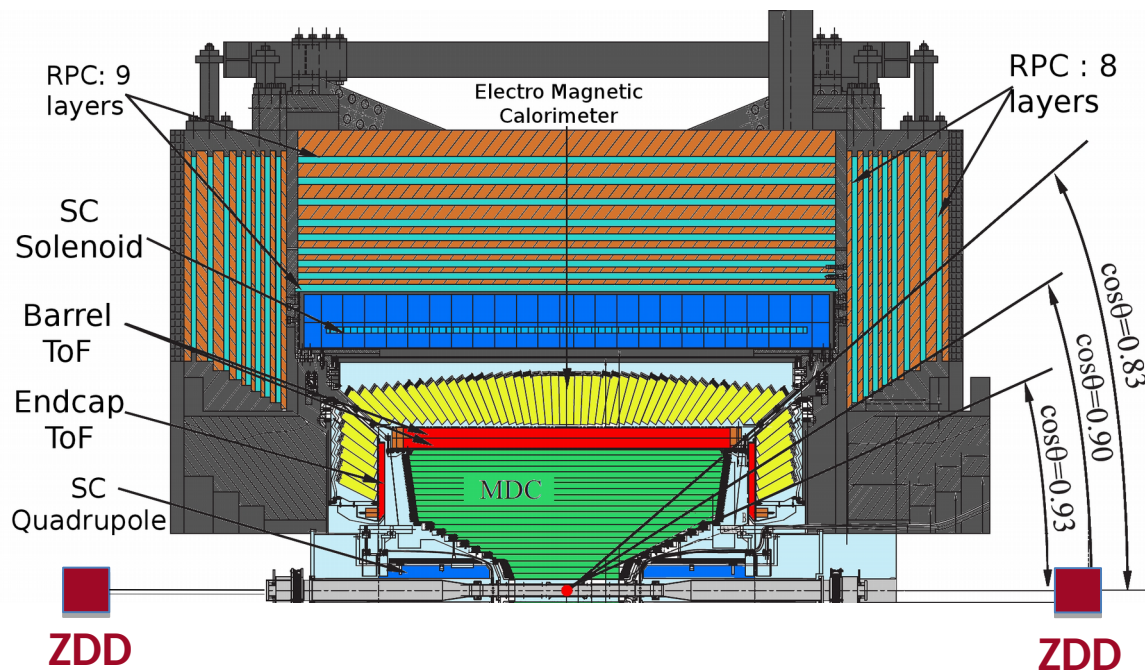 RPC: 9
layers
Electro Magnetic
Calorimeter
RPC : 8
layers
SC
Solenoid
Barrel
ToF
Endcap
ToF
SC
Quadrupole
MDC
cosθ=0.83
cosθ=0.90
cosθ=0.93
ZDD
ZDD